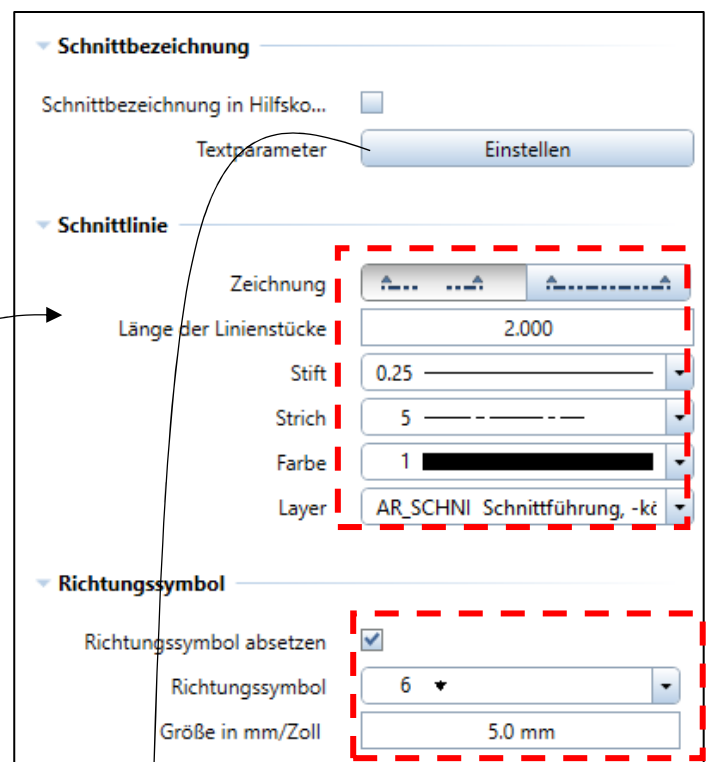 Schnittbezeichnung
Schnittbezeichnung in Hilfsko...
Textparameter Einstellen
Schnittlinie
Zeichnung
Länge der Linienstücke 2.000
Stift 0.25
Strich 5
Farbe 1
Layer AR_SCHNI Schnittführung, -kö
Richtungssymbol
Richtungssymbol absetzen
Richtungssymbol 6
Größe in mm/Zoll 5.0 mm